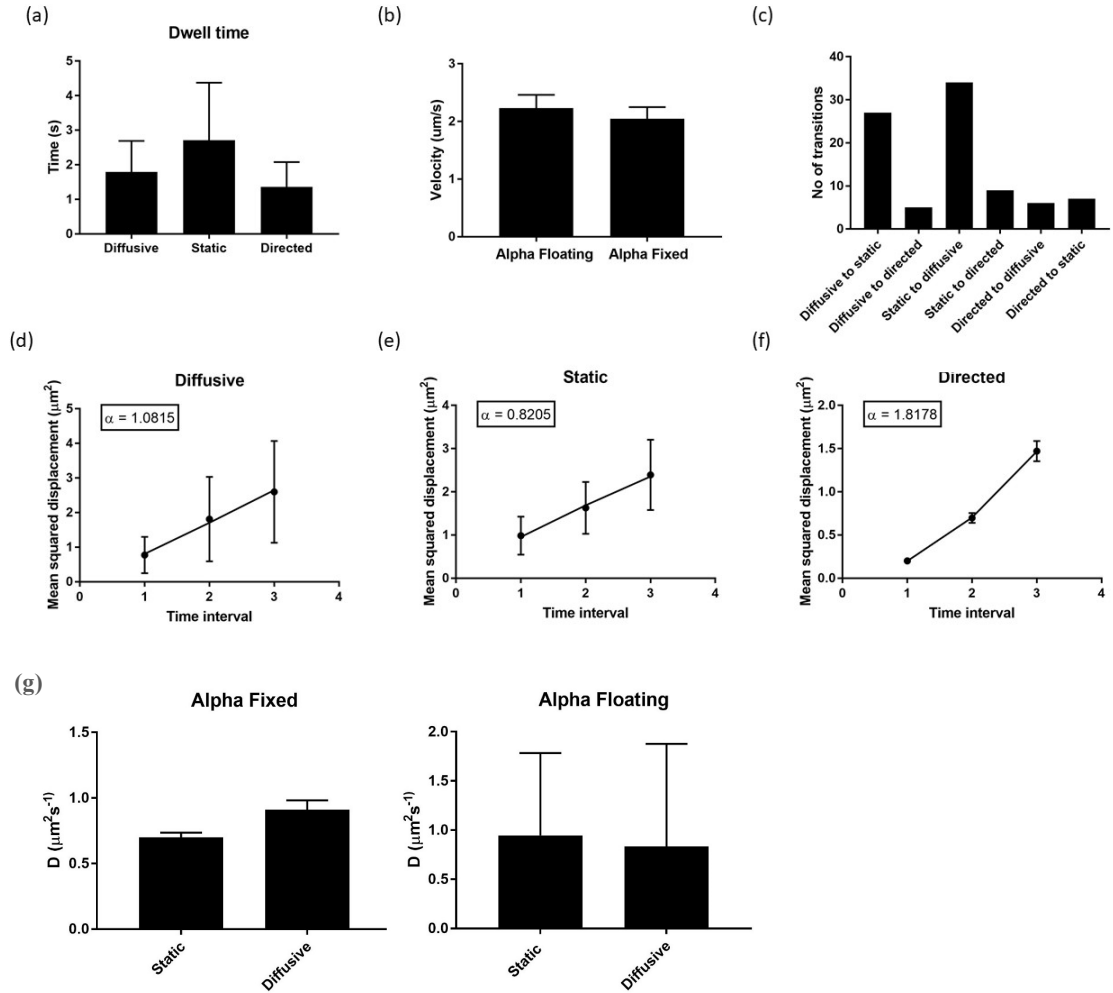 (a)
Dwell time
Time (s)
5
4
3
2
1
0
Diffusive
Static
Directed
(b)
Velocity (um/s)
3
2
1
0
Alpha Floating
Alpha Fixed
(c)
No of transitions
40
30
20
10
0
Diffusive to static
Diffusive to directed
Static to diffusive
Static to directed
Directed to diffusive
Directed to static
(d)
Diffusive
Mean squared displacement (μm²)
α = 1.0815
5
4
3
2
1
0
0 1 2 3 4
Time interval
(e)
Static
Mean squared displacement (μm²)
α = 0.8205
4
3
2
1
0
0 1 2 3 4
Time interval
(f)
Directed
Mean squared displacement (μm²)
α = 1.8178
2.0
1.5
1.0
0.5
0.0
0 1 2 3 4
Time interval
(g)
Alpha Fixed
D (μm²s⁻¹)
1.5
1.0
0.5
0.0
Static
Diffusive
Alpha Floating
D (μm²s⁻¹)
2.0
1.5
1.0
0.5
0.0
Static
Diffusive